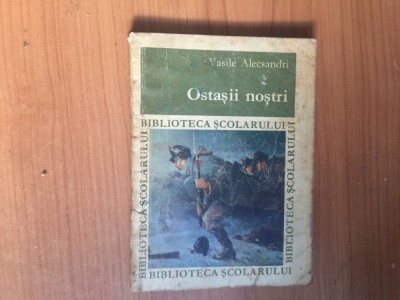 Vasile Alecsandri
Ostașii noștri
BIBLIOTECA ȘCOLARULUI
BIBLIOTECA ȘCOLARULUI
BIBLIOTECA ȘCOLARULUI
BIBLIOTECA ȘCOLARULUI